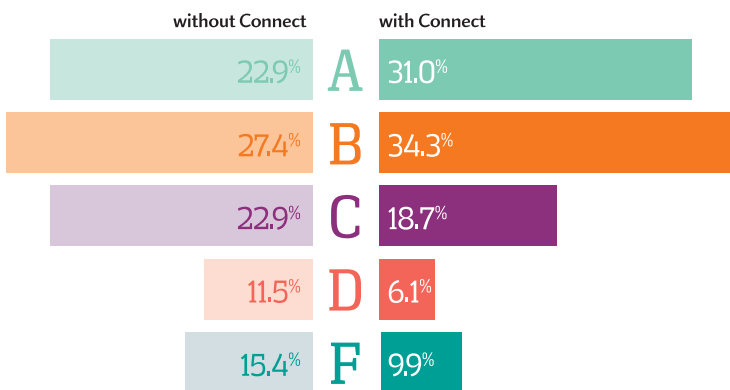 without Connect with Connect
22.9% A 31.0%
27.4% B 34.3%
22.9% C 18.7%
11.5% D 6.1%
15.4% F 9.9%